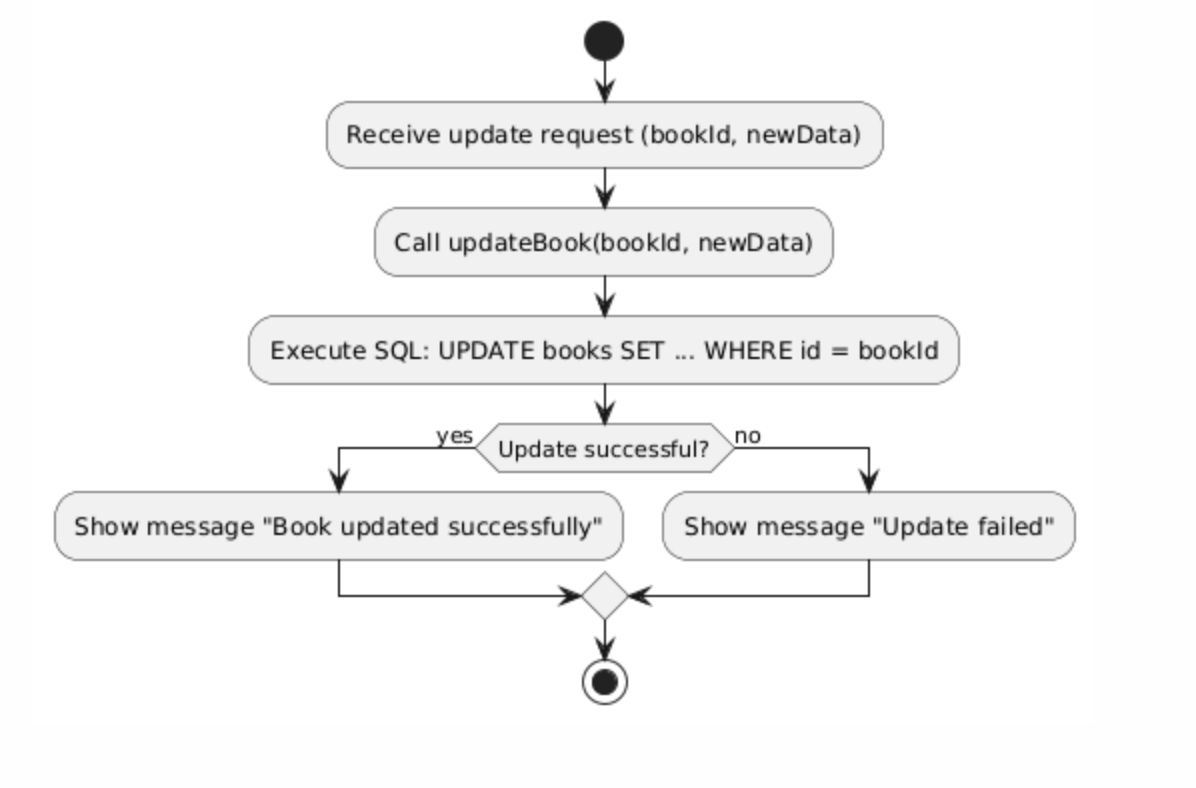 Receive update request (bookId, newData)
Call updateBook(bookId, newData)
Execute SQL: UPDATE books SET ... WHERE id = bookId
yes
Update successful?
no
Show message "Book updated successfully"
Show message "Update failed"